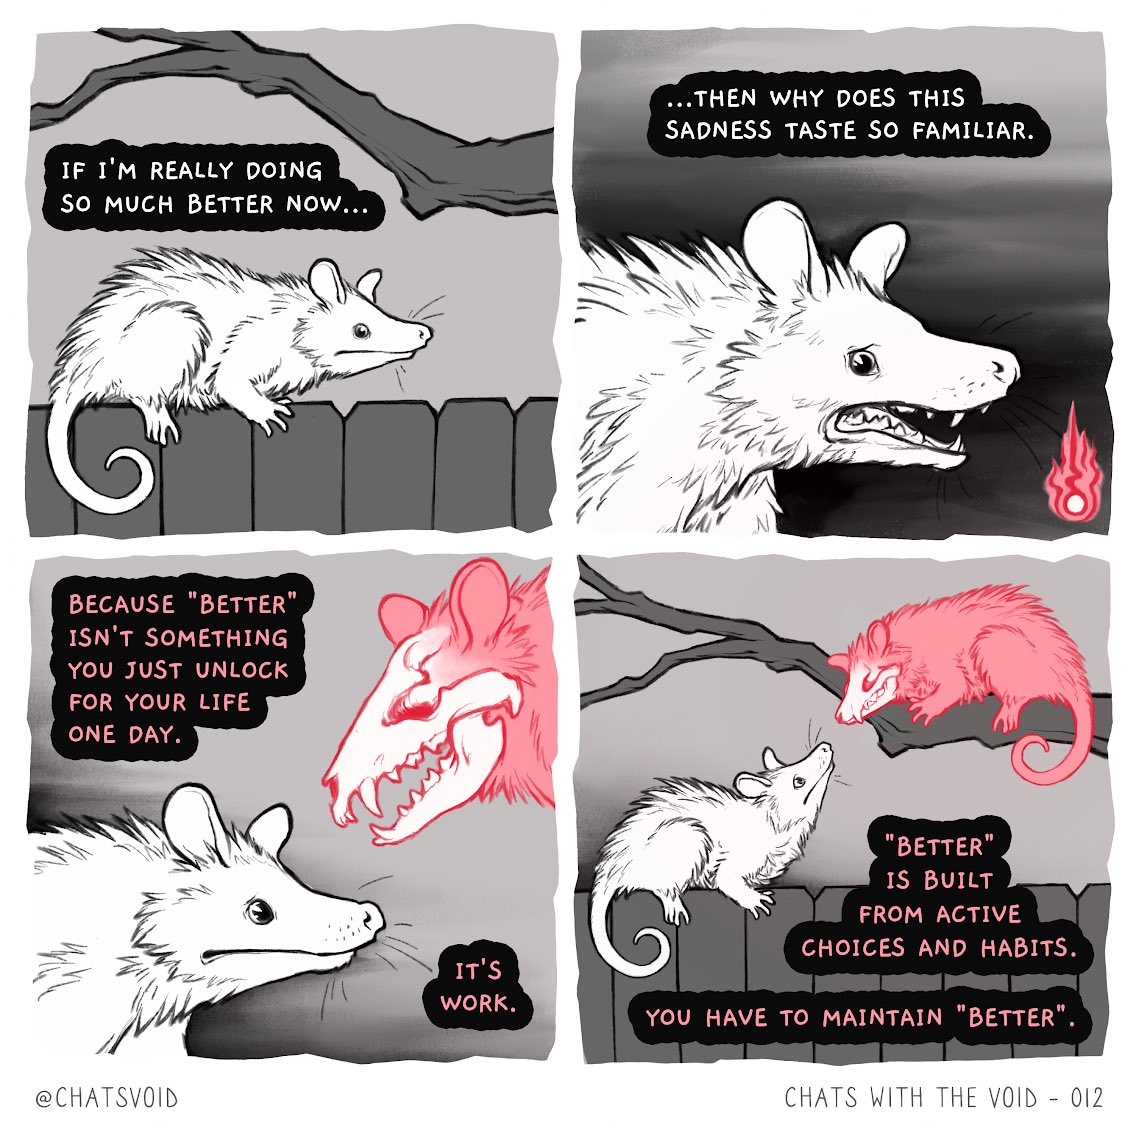 IF I'M REALLY DOING
SO MUCH BETTER NOW...
...THEN WHY DOES THIS
SADNESS TASTE SO FAMILIAR.
BECAUSE "BETTER"
ISN'T SOMETHING
YOU JUST UNLOCK
FOR YOUR LIFE
ONE DAY.
IT'S
WORK.
"BETTER"
IS BUILT
FROM ACTIVE
CHOICES AND HABITS.
YOU HAVE TO MAINTAIN "BETTER".
@CHATSVOID
CHATS WITH THE VOID - 012